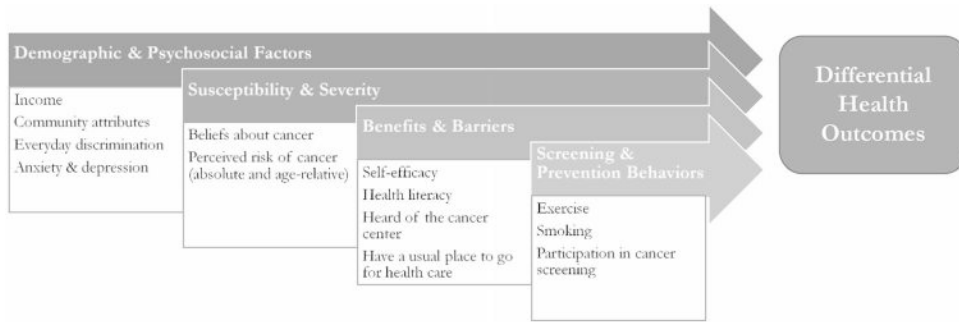 Demographic & Psychosocial Factors
Income
Community attributes
Everyday discrimination
Anxiety & depression
Susceptibility & Severity
Beliefs about cancer
Perceived risk of cancer
(absolute and age-relative)
Benefits & Barriers
Self-efficacy
Health literacy
Heard of the cancer
center
Have a usual place to go
for health care
Screening &
Prevention Behaviors
Exercise
Smoking
Participation in cancer
screening
Differential
Health
Outcomes